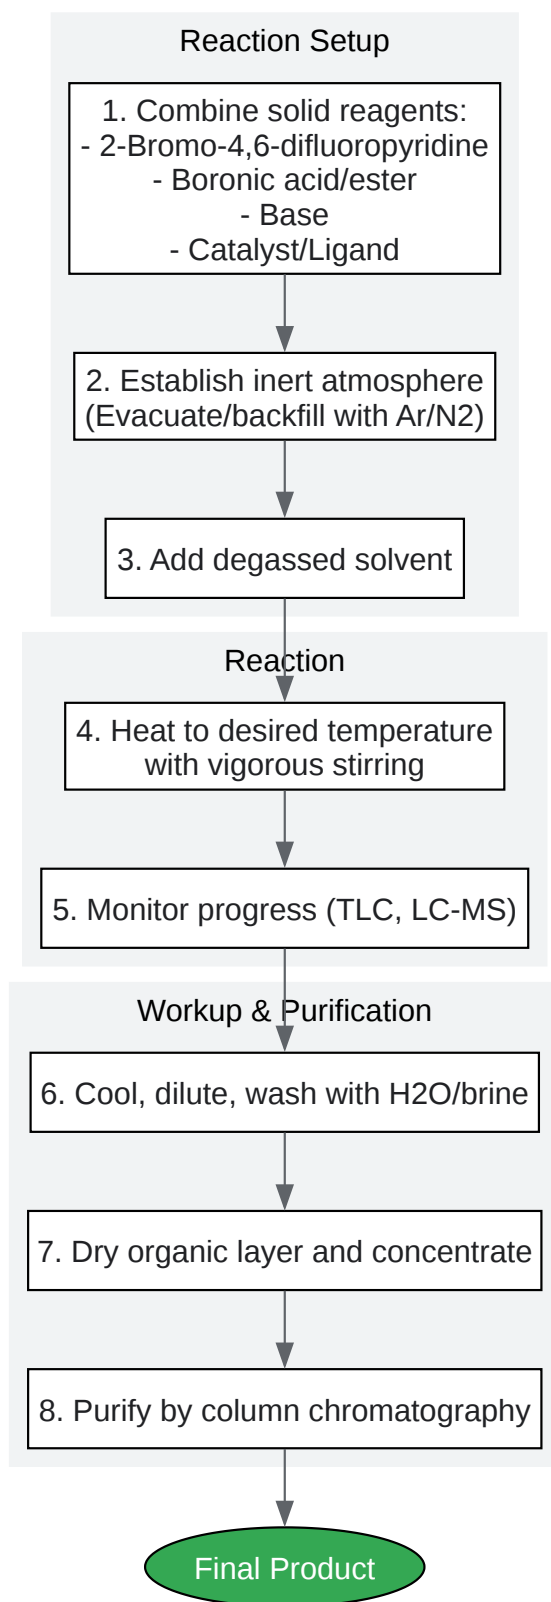 Reaction Setup
1. Combine solid reagents:
- 2-Bromo-4,6-difluoropyridine
- Boronic acid/ester
- Base
- Catalyst/Ligand
2. Establish inert atmosphere
(Evacuate/backfill with Ar/N2)
3. Add degassed solvent
Reaction
4. Heat to desired temperature
with vigorous stirring
5. Monitor progress (TLC, LC-MS)
Workup & Purification
6. Cool, dilute, wash with H2O/brine
7. Dry organic layer and concentrate
8. Purify by column chromatography
Final Product